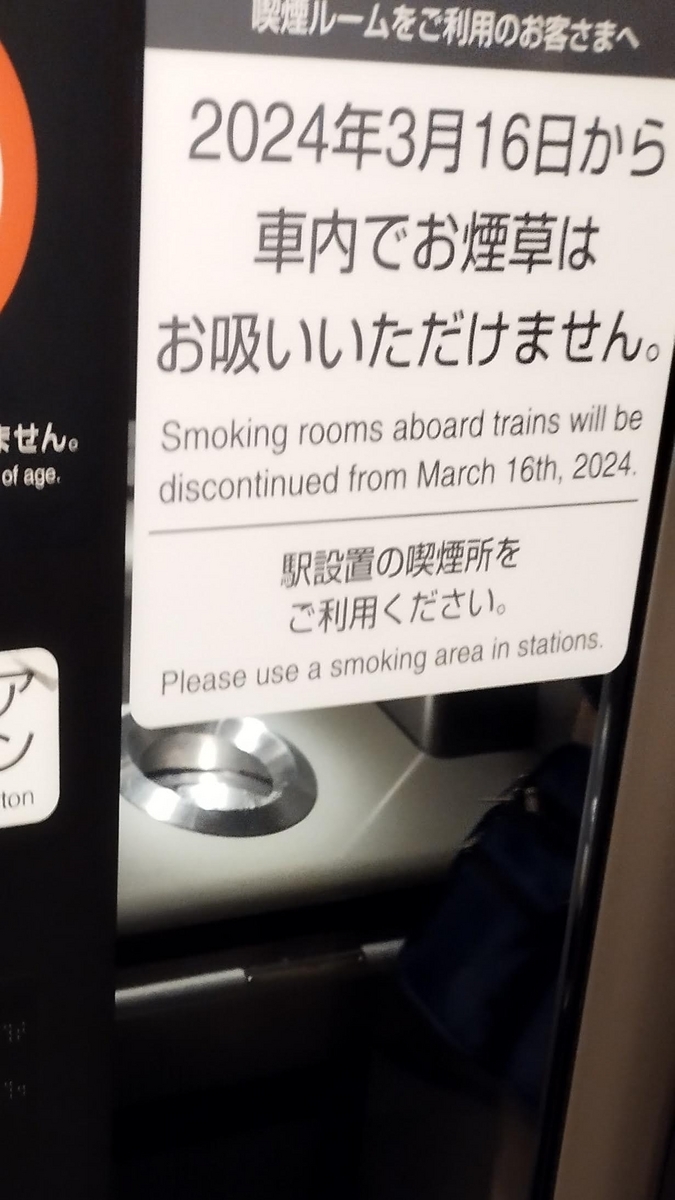 喫煙ルームをご利用のお客さまへ
2024年3月16日から
車内でお煙草は
お吸いいただけません。
Smoking rooms aboard trains will be
discontinued from March 16th, 2024.
駅設置の喫煙所を
ご利用ください。
Please use a smoking area in stations.
ません。
of age.
ア
ン
ton